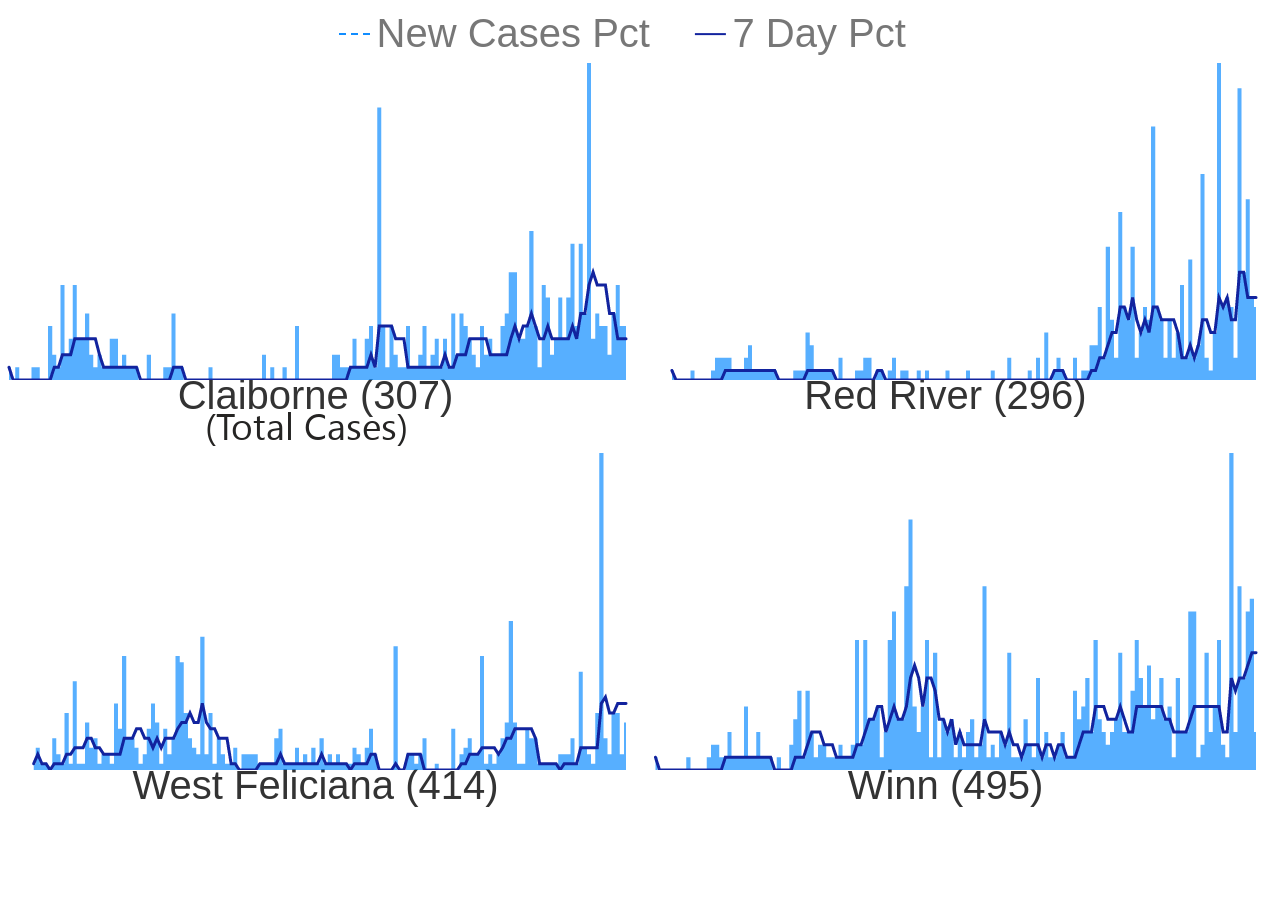 New Cases Pct 7 Day Pct
Claiborne (307) Red River (296)
(Total Cases)
West Feliciana (414) Winn (495)